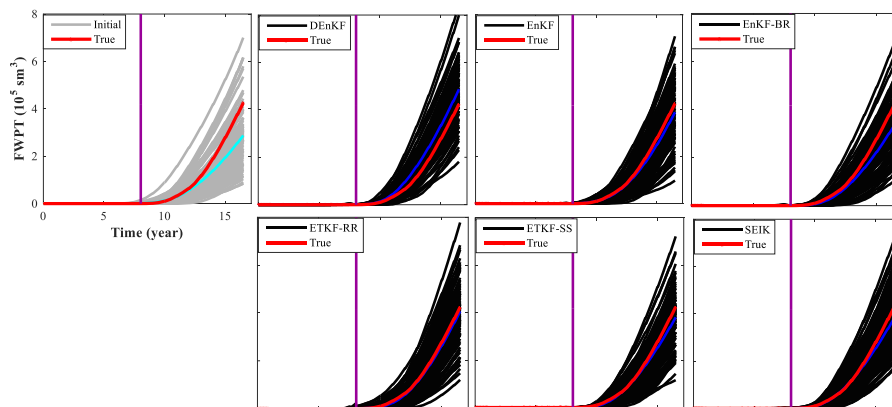 8
6
4
2
0
FWPT (10⁵ sm³)
Initial
True
0 5 10 15
Time (year)
DEnKF
True
EnKF
True
EnKF-BR
True
ETKF-RR
True
ETKF-SS
True
SEIK
True